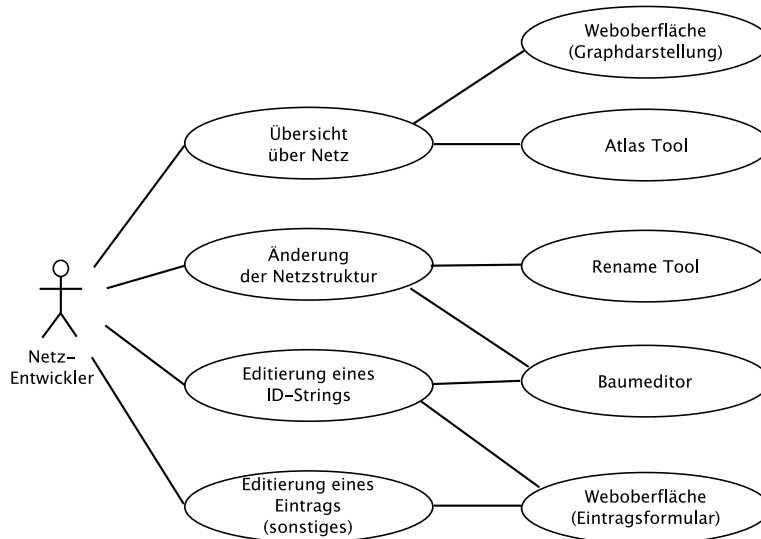 Weboberfläche
(Graphdarstellung)
Übersicht
über Netz
Atlas Tool
Änderung
der Netzstruktur
Rename Tool
Netz-
Entwickler
Editierung eines
ID-Strings
Baumeditor
Editierung eines
Eintrags
(sonstiges)
Weboberfläche
(Eintragsformular)